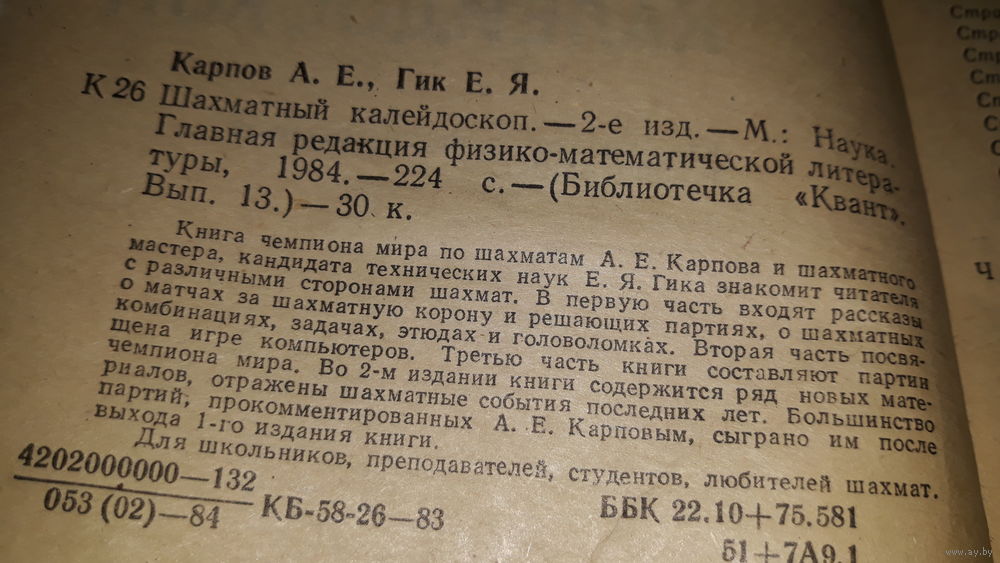 Карпов А. Е., Гик Е. Я.
К 26 Шахматный калейдоскоп. — 2-е изд. — М.: Наука.
Главная редакция физико-математической литера-
туры, 1984. — 224 с. — (Библиотечка «Квант».
Вып. 13.) — 30 к.
Книга чемпиона мира по шахматам А. Е. Карпова и шахматного
мастера, кандидата технических наук Е. Я. Гика знакомит читателя
с различными сторонами шахмат. В первую часть входят рассказы
о матчах за шахматную корону и решающих партиях, о шахматных
комбинациях, задачах, этюдах и головоломках. Вторая часть посвя-
щена игре компьютеров. Третью часть книги составляют партии
чемпиона мира. Во 2-м издании книги содержится ряд новых мате-
риалов, отражены шахматные события последних лет. Большинство
партий, прокомментированных А. Е. Карповым, сыграно им после
выхода 1-го издания книги.
Для школьников, преподавателей, студентов, любителей шахмат.
4202000000—132
053 (02)—84
КБ-58-26—83
ББК 22.10+75.581
51+7А9.1
www.ay.by